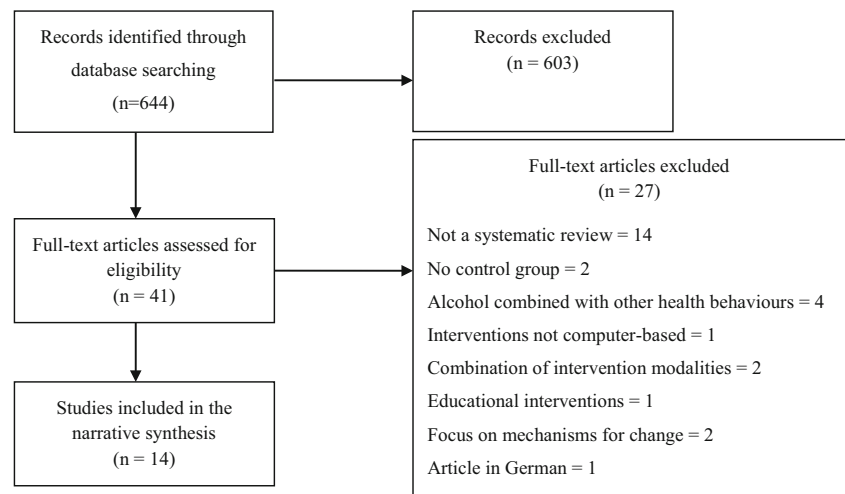 Records identified through
database searching
(n=644)
Records excluded
(n = 603)
Full-text articles assessed for
eligibility
(n = 41)
Full-text articles excluded
(n = 27)
Not a systematic review = 14
No control group = 2
Alcohol combined with other health behaviours = 4
Interventions not computer-based = 1
Combination of intervention modalities = 2
Educational interventions = 1
Focus on mechanisms for change = 2
Article in German = 1
Studies included in the
narrative synthesis
(n = 14)